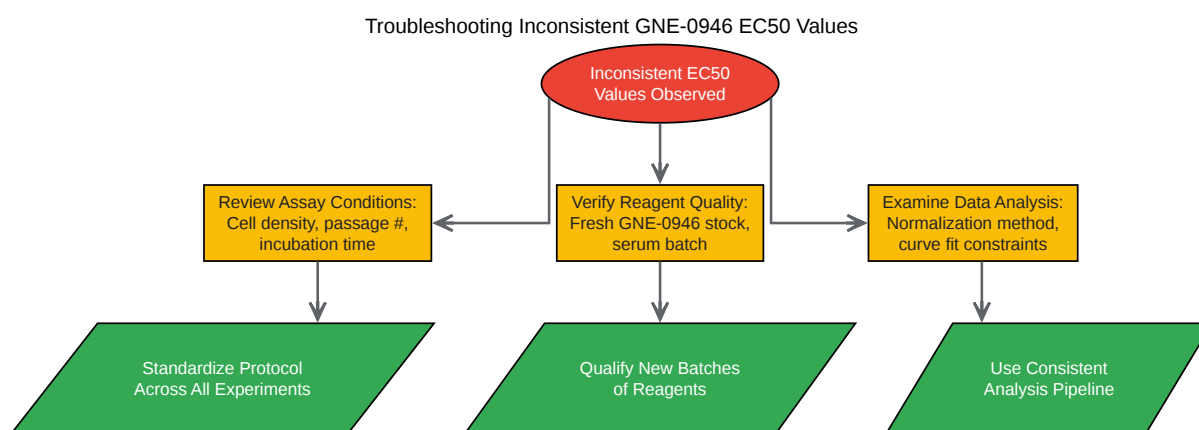 Troubleshooting Inconsistent GNE-0946 EC50 Values
Inconsistent EC50
Values Observed
Review Assay Conditions:
Cell density, passage #,
incubation time
Verify Reagent Quality:
Fresh GNE-0946 stock,
serum batch
Examine Data Analysis:
Normalization method,
curve fit constraints
Standardize Protocol
Across All Experiments
Qualify New Batches
of Reagents
Use Consistent
Analysis Pipeline